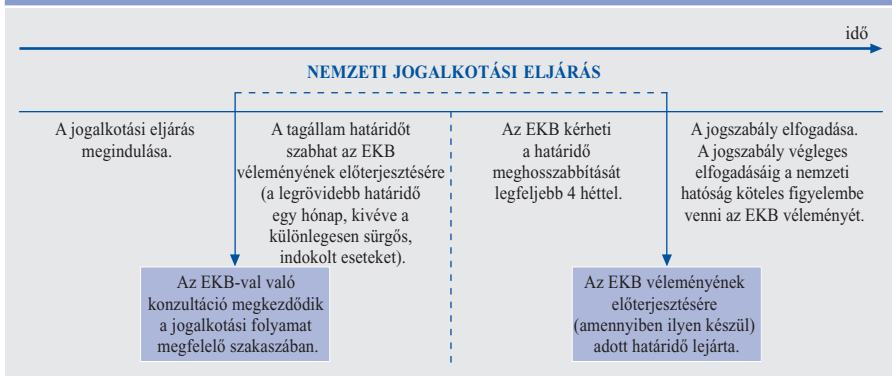 idő
NEMZETI JOGALKOTÁSI ELJÁRÁS
A jogalkotási eljárás
megindulása.
A tagállam határidőt
szabhat az EKB
véleményének előterjesztésére
(a legrövidebb határidő
egy hónap, kivéve a
különlegesen sürgős,
indokolt eseteket).
Az EKB kérheti
a határidő
meghosszabbítását
legfeljebb 4 héttel.
A jogszabály elfogadása.
A jogszabály végleges
elfogadásáig a nemzeti
hatóság köteles figyelembe
venni az EKB véleményét.
Az EKB-val való
konzultáció megkezdődik
a jogalkotási folyamat
megfelelő szakaszában.
Az EKB véleményének
előterjesztésére
(amennyiben ilyen készül)
adott határidő lejárta.